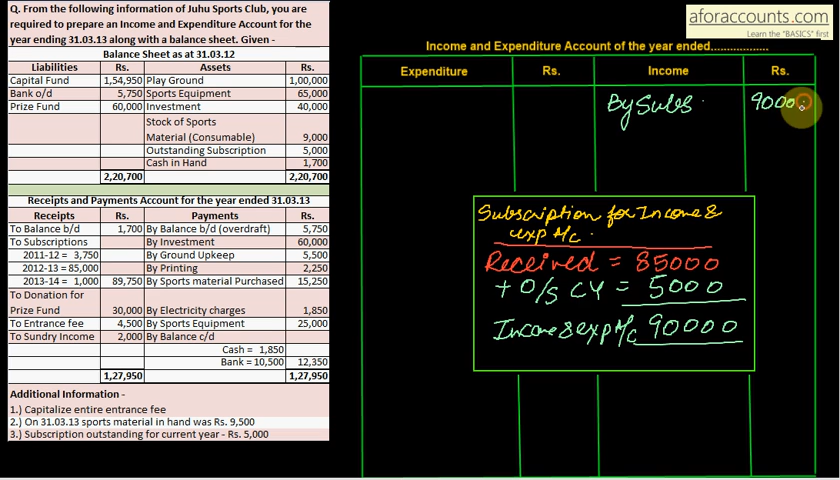 Q. From the following information of Juhu Sports Club, you are
required to prepare an Income and Expenditure Account for the
year ending 31.03.13 along with a balance sheet. Given -
Balance Sheet as at 31.03.12
Liabilities Rs. Assets Rs.
Capital Fund 1,54,950 Play Ground 1,00,000
Bank o/d 5,750 Sports Equipment 65,000
Prize Fund 60,000 Investment 40,000
Stock of Sports
Material (Consumable) 9,000
Outstanding Subscription 5,000
Cash in Hand 1,700
2,20,700 2,20,700
Receipts and Payments Account for the year ended 31.03.13
Receipts Rs. Payments Rs.
To Balance b/d 1,700 By Balance b/d (overdraft) 5,750
To Subscriptions By Investment 60,000
2011-12 = 3,750 By Ground Upkeep 5,500
2012-13 = 85,000 By Printing 2,250
2013-14 = 1,000 89,750 By Sports material Purchased 15,250
To Donation for
Prize Fund 30,000 By Electricity charges 1,850
To Entrance fee 4,500 By Sports Equipment 25,000
To Sundry Income 2,000 By Balance c/d
Cash = 1,850
Bank = 10,500 12,350
1,27,950 1,27,950
Additional Information -
1.) Capitalize entire entrance fee
2.) On 31.03.13 sports material in hand was Rs. 9,500
3.) Subscription outstanding for current year - Rs. 5,000
aforaccounts.com
Learn the "BASICS" first
Income and Expenditure Account of the year ended..................
Expenditure Rs. Income Rs.
By Subs. 90000
Subscription for Income &
exp A/c.
Received = 85000
+ O/S CY = 5000
Income & exp A/c 90000